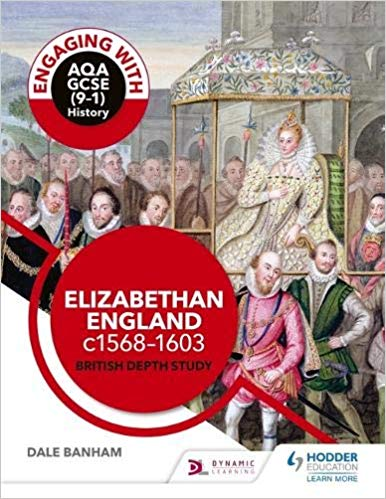 ENGAGING WITH
AQA
GCSE
(9–1)
History
ELIZABETHAN
ENGLAND
c1568–1603
BRITISH DEPTH STUDY
DALE BANHAM
DL
DYNAMIC
LEARNING
HODDER
EDUCATION
LEARN MORE